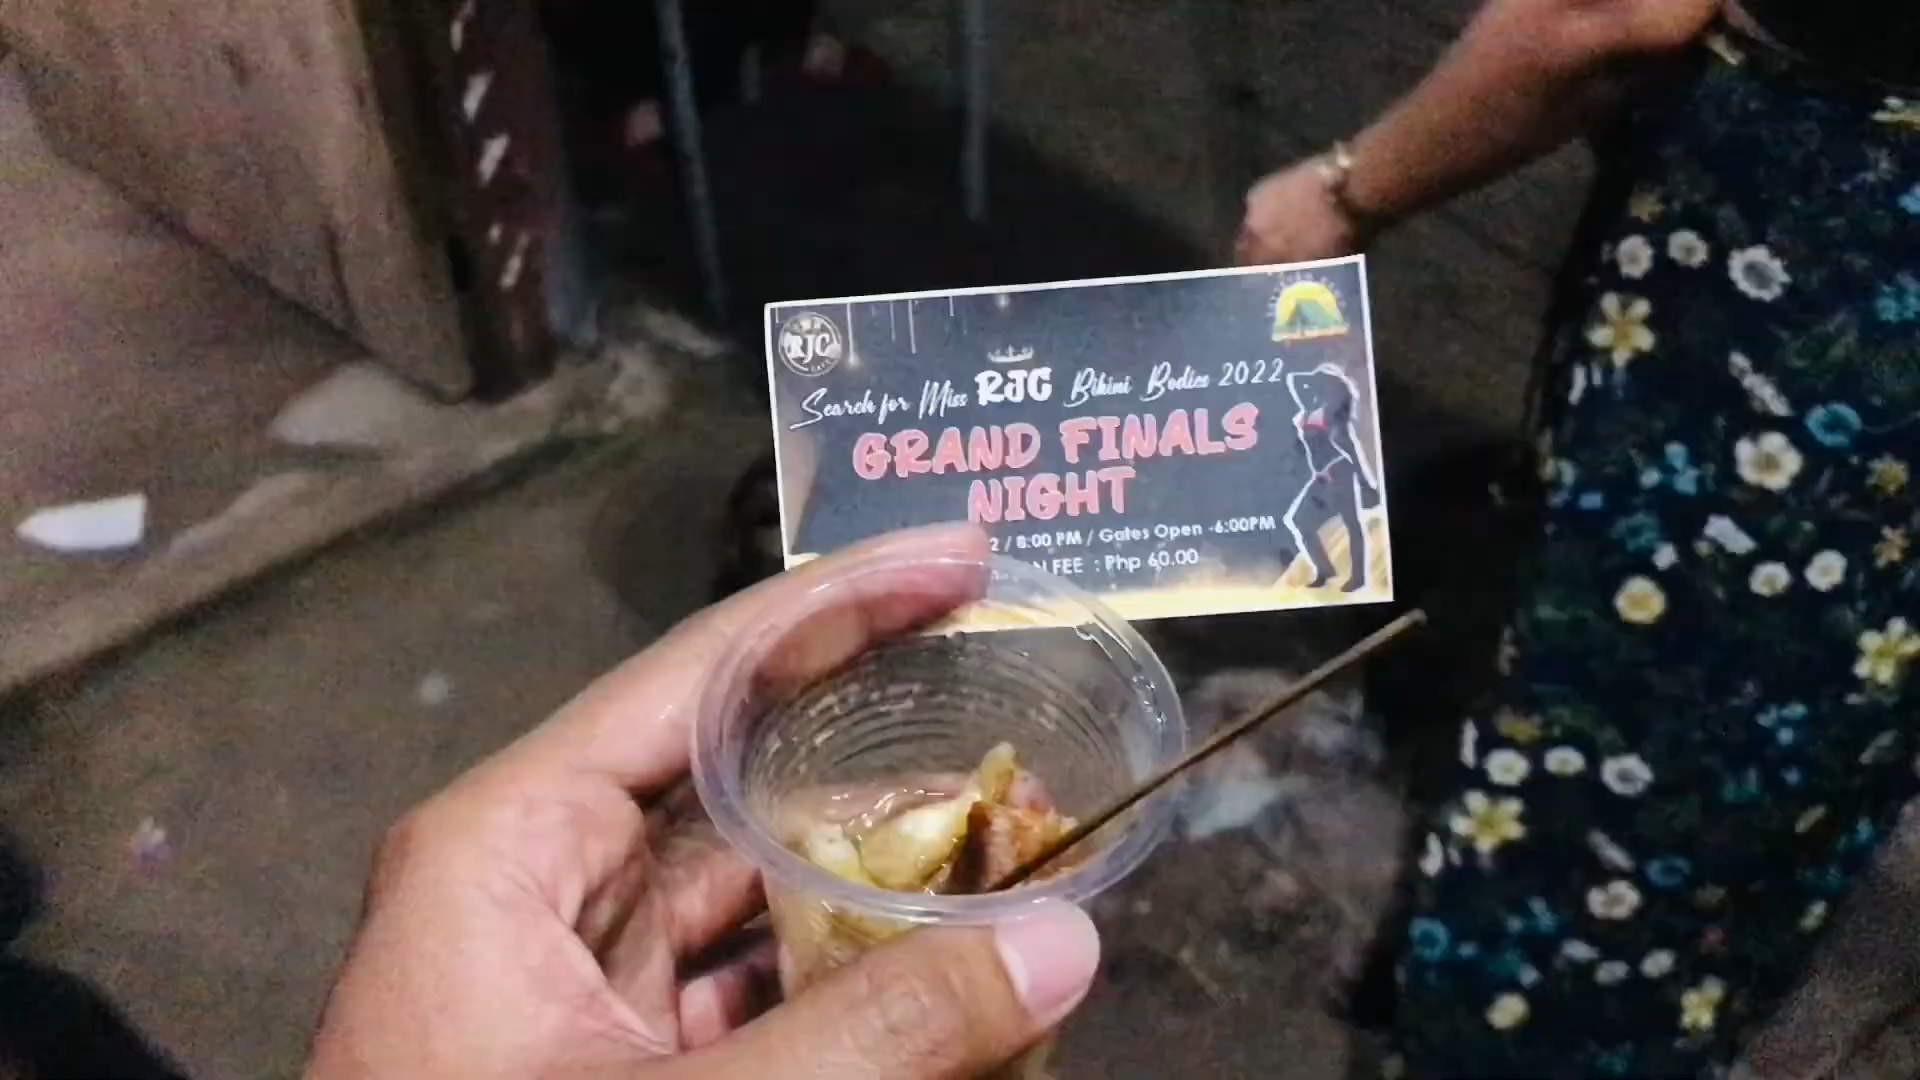 RJC
CAFE
Search for Miss RJC Bikini Bodies 2022
GRAND FINALS
NIGHT
2 / 8:00 PM / Gates Open -6:00PM
FEE : Php 60.00